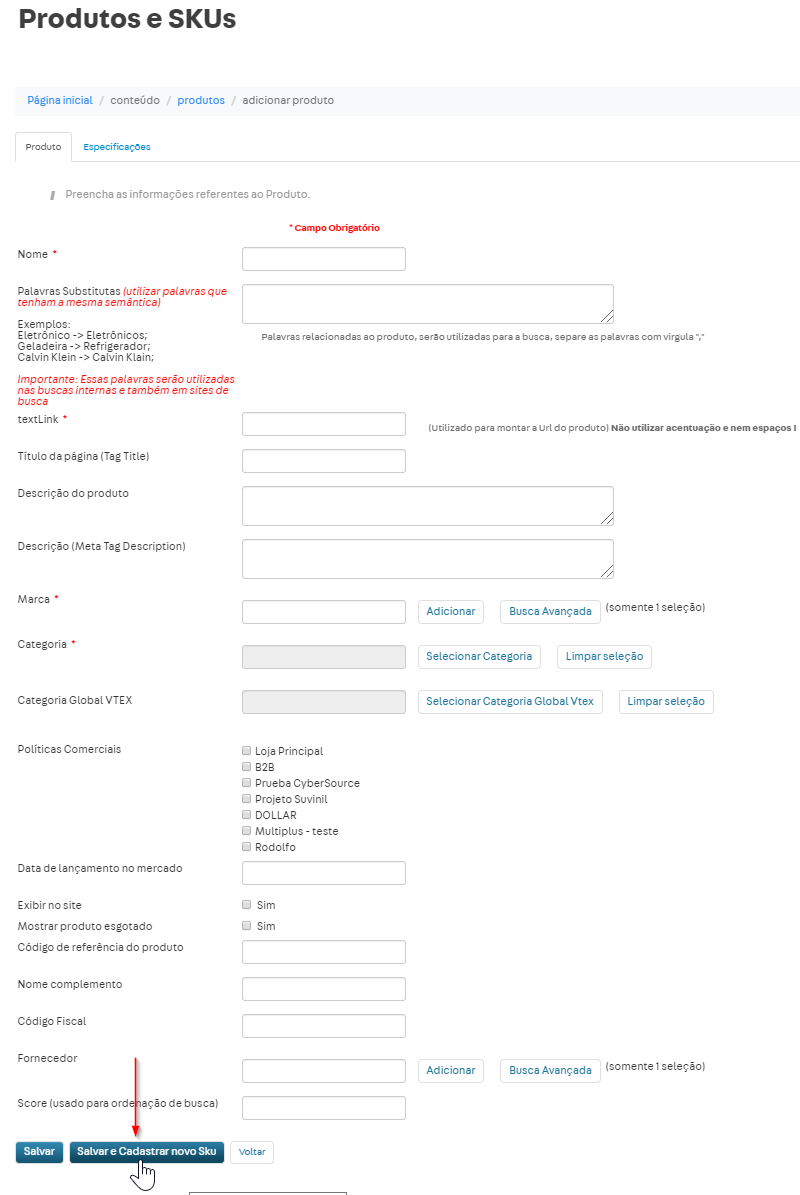 Produtos e SKUs
Página inicial / conteúdo / produtos / adicionar produto
Produto Especificações
Preencha as informações referentes ao Produto.
* Campo Obrigatório
Nome *
Palavras Substitutas (utilizar palavras que
tenham a mesma semântica)
Exemplos:
Eletrônico -> Eletrônicos;
Geladeira -> Refrigerador;
Calvin Klein -> Calvin Klain;
Importante: Essas palavras serão utilizadas
nas buscas internas e também em sites de
busca
Palavras relacionadas ao produto, serão utilizadas para a busca, separe as palavras com virgula ","
textLink *
(Utilizado para montar a Url do produto) Não utilizar acentuação e nem espaços !
Título da página (Tag Title)
Descrição do produto
Descrição (Meta Tag Description)
Marca * Adicionar Busca Avançada (somente 1 seleção)
Categoria * Selecionar Categoria Limpar seleção
Categoria Global VTEX Selecionar Categoria Global Vtex Limpar seleção
Políticas Comerciais
Loja Principal
B2B
Prueba CyberSource
Projeto Suvinil
DOLLAR
Multiplus - teste
Rodolfo
Data de lançamento no mercado
Exibir no site Sim
Mostrar produto esgotado Sim
Código de referência do produto
Nome complemento
Código Fiscal
Fornecedor Adicionar Busca Avançada (somente 1 seleção)
Score (usado para ordenação de busca)
Salvar Salvar e Cadastrar novo Sku Voltar